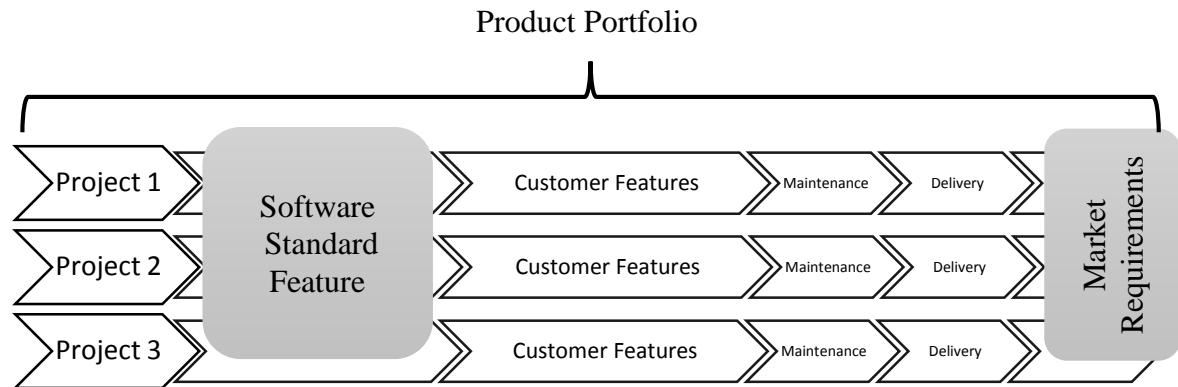 Product Portfolio
Project 1
Software
Standard
Feature
Customer Features
Maintenance
Delivery
Market
Requirements
Project 2
Customer Features
Maintenance
Delivery
Project 3
Customer Features
Maintenance
Delivery